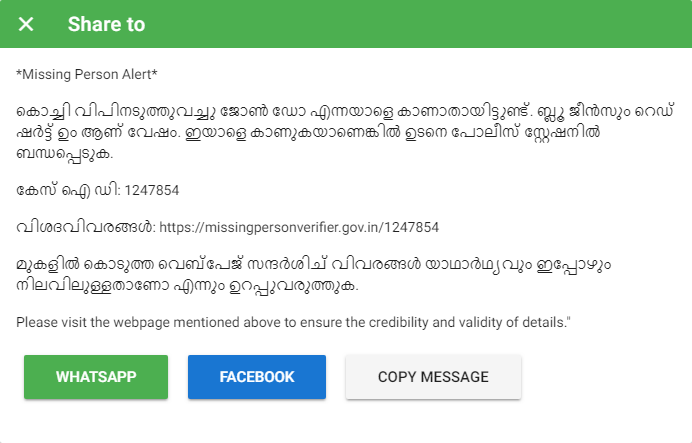 Share to
*Missing Person Alert*
കൊച്ചി വിപിനടുത്തുവച്ചു ജോൺ ഡോ എന്നയാളെ കാണാതായിട്ടുണ്ട്. ബ്ലൂ ജീൻസും റെഡ്
ഷർട്ട് ഉം ആണ് വേഷം. ഇയാളെ കാണുകയാണെങ്കിൽ ഉടനെ പോലീസ് സ്റ്റേഷനിൽ
ബന്ധപ്പെടുക.
കേസ് ഐ ഡി: 1247854
വിശദവിവരങ്ങൾ: https://missingpersonverifier.gov.in/1247854
മുകളിൽ കൊടുത്ത വെബ്പേജ് സന്ദർശിച് വിവരങ്ങൾ യാഥാർഥ്യവും ഇപ്പോഴും
നിലവിലുള്ളതാണോ എന്നും ഉറപ്പുവരുത്തുക.
Please visit the webpage mentioned above to ensure the credibility and validity of details."
WHATSAPP FACEBOOK COPY MESSAGE